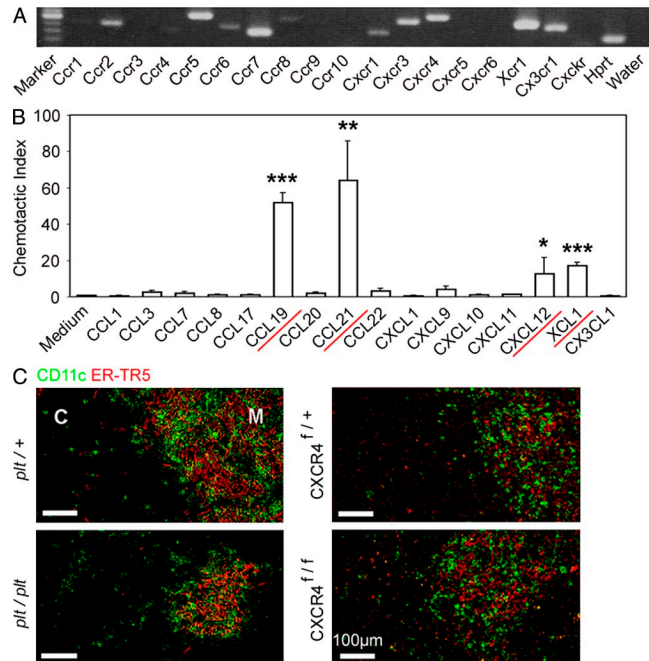 A
Marker Ccr1 Ccr2 Ccr3 Ccr4 Ccr5 Ccr6 Ccr7 Ccr8 Ccr9 Ccr10 Cxcr1 Cxcr3 Cxcr4 Cxcr5 Cxcr6 Xcr1 Cx3cr1 Cxckr Hprt Water
B
Chemotactic Index
100
80
60
40
20
0
*** ** * ***
Medium CCL1 CCL3 CCL7 CCL8 CCL17 CCL19 CCL20 CCL21 CCL22 CXCL1 CXCL9 CXCL10 CXCL11 CXCL12 XCL1 CX3CL1
C
CD11c ER-TR5
plt / +
C M
CXCR4 f / +
plt / plt
CXCR4 f / f
100µm